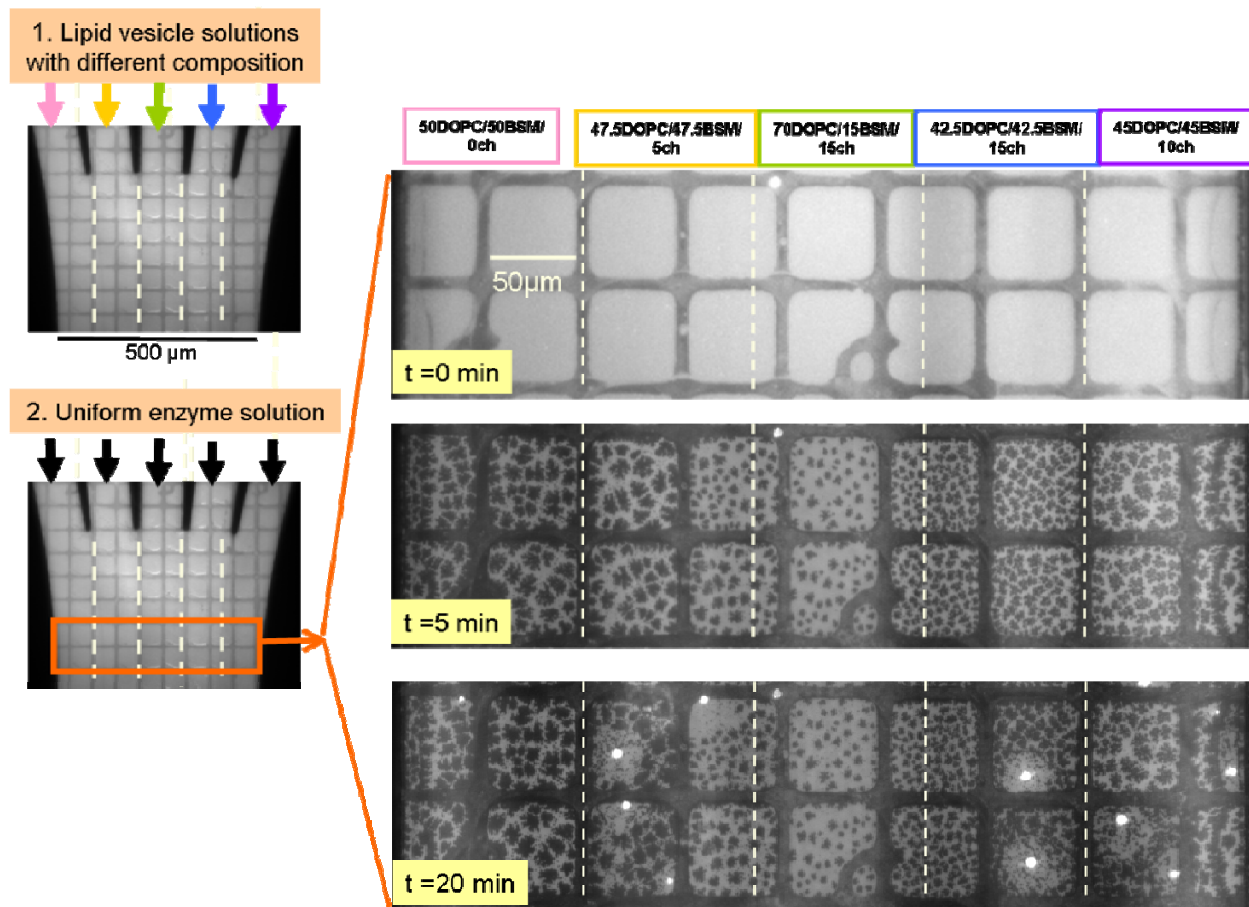 1. Lipid vesicle solutions
with different composition
500 µm
2. Uniform enzyme solution
50DOPC/50BSM/
0ch
47.5DOPC/47.5BSM/
5ch
70DOPC/15BSM/
15ch
42.5DOPC/42.5BSM/
15ch
45DOPC/45BSM/
10ch
50µm
t =0 min
t =5 min
t =20 min